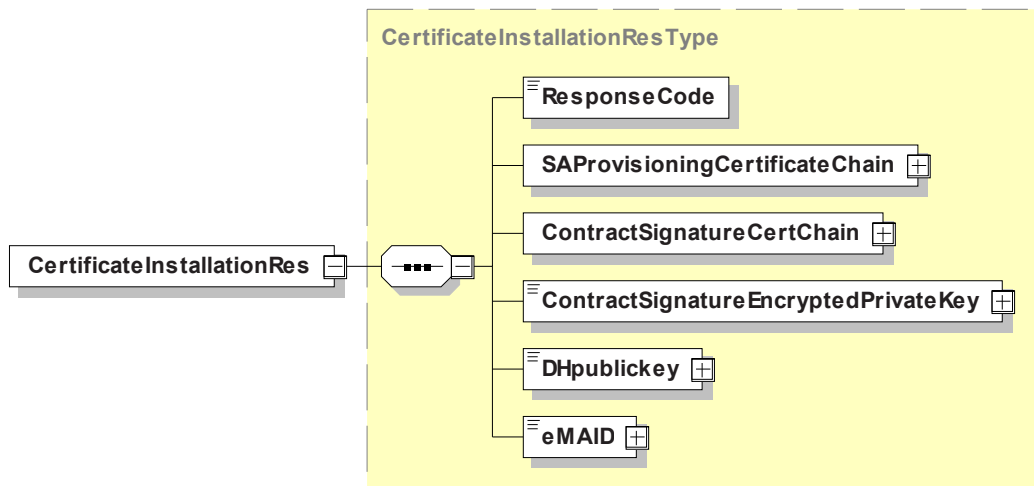 CertificateInstallationResType
ResponseCode
SAProvisioningCertificateChain
ContractSignatureCertChain
CertificateInstallationRes
ContractSignatureEncryptedPrivateKey
DHpublickey
eMAID